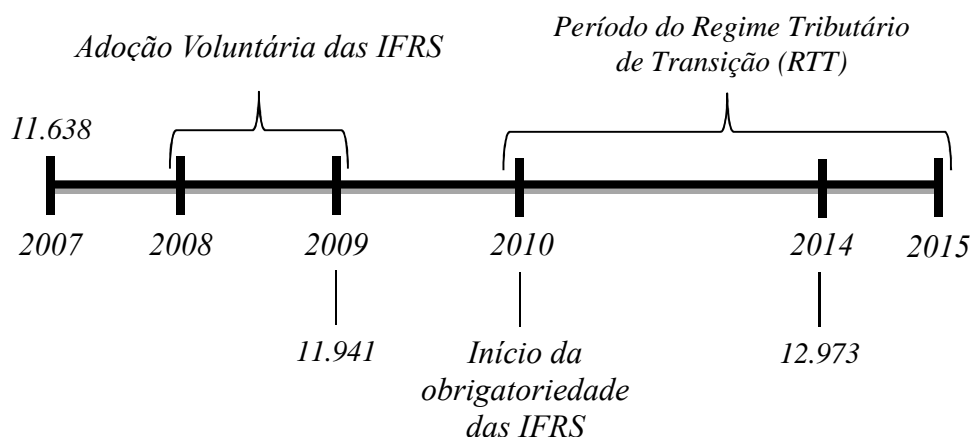 Adoção Voluntária das IFRS
Período do Regime Tributário
de Transição (RTT)
11.638
2007
2008
2009
2010
2014
2015
11.941
Início da
obrigatoriedade
das IFRS
12.973